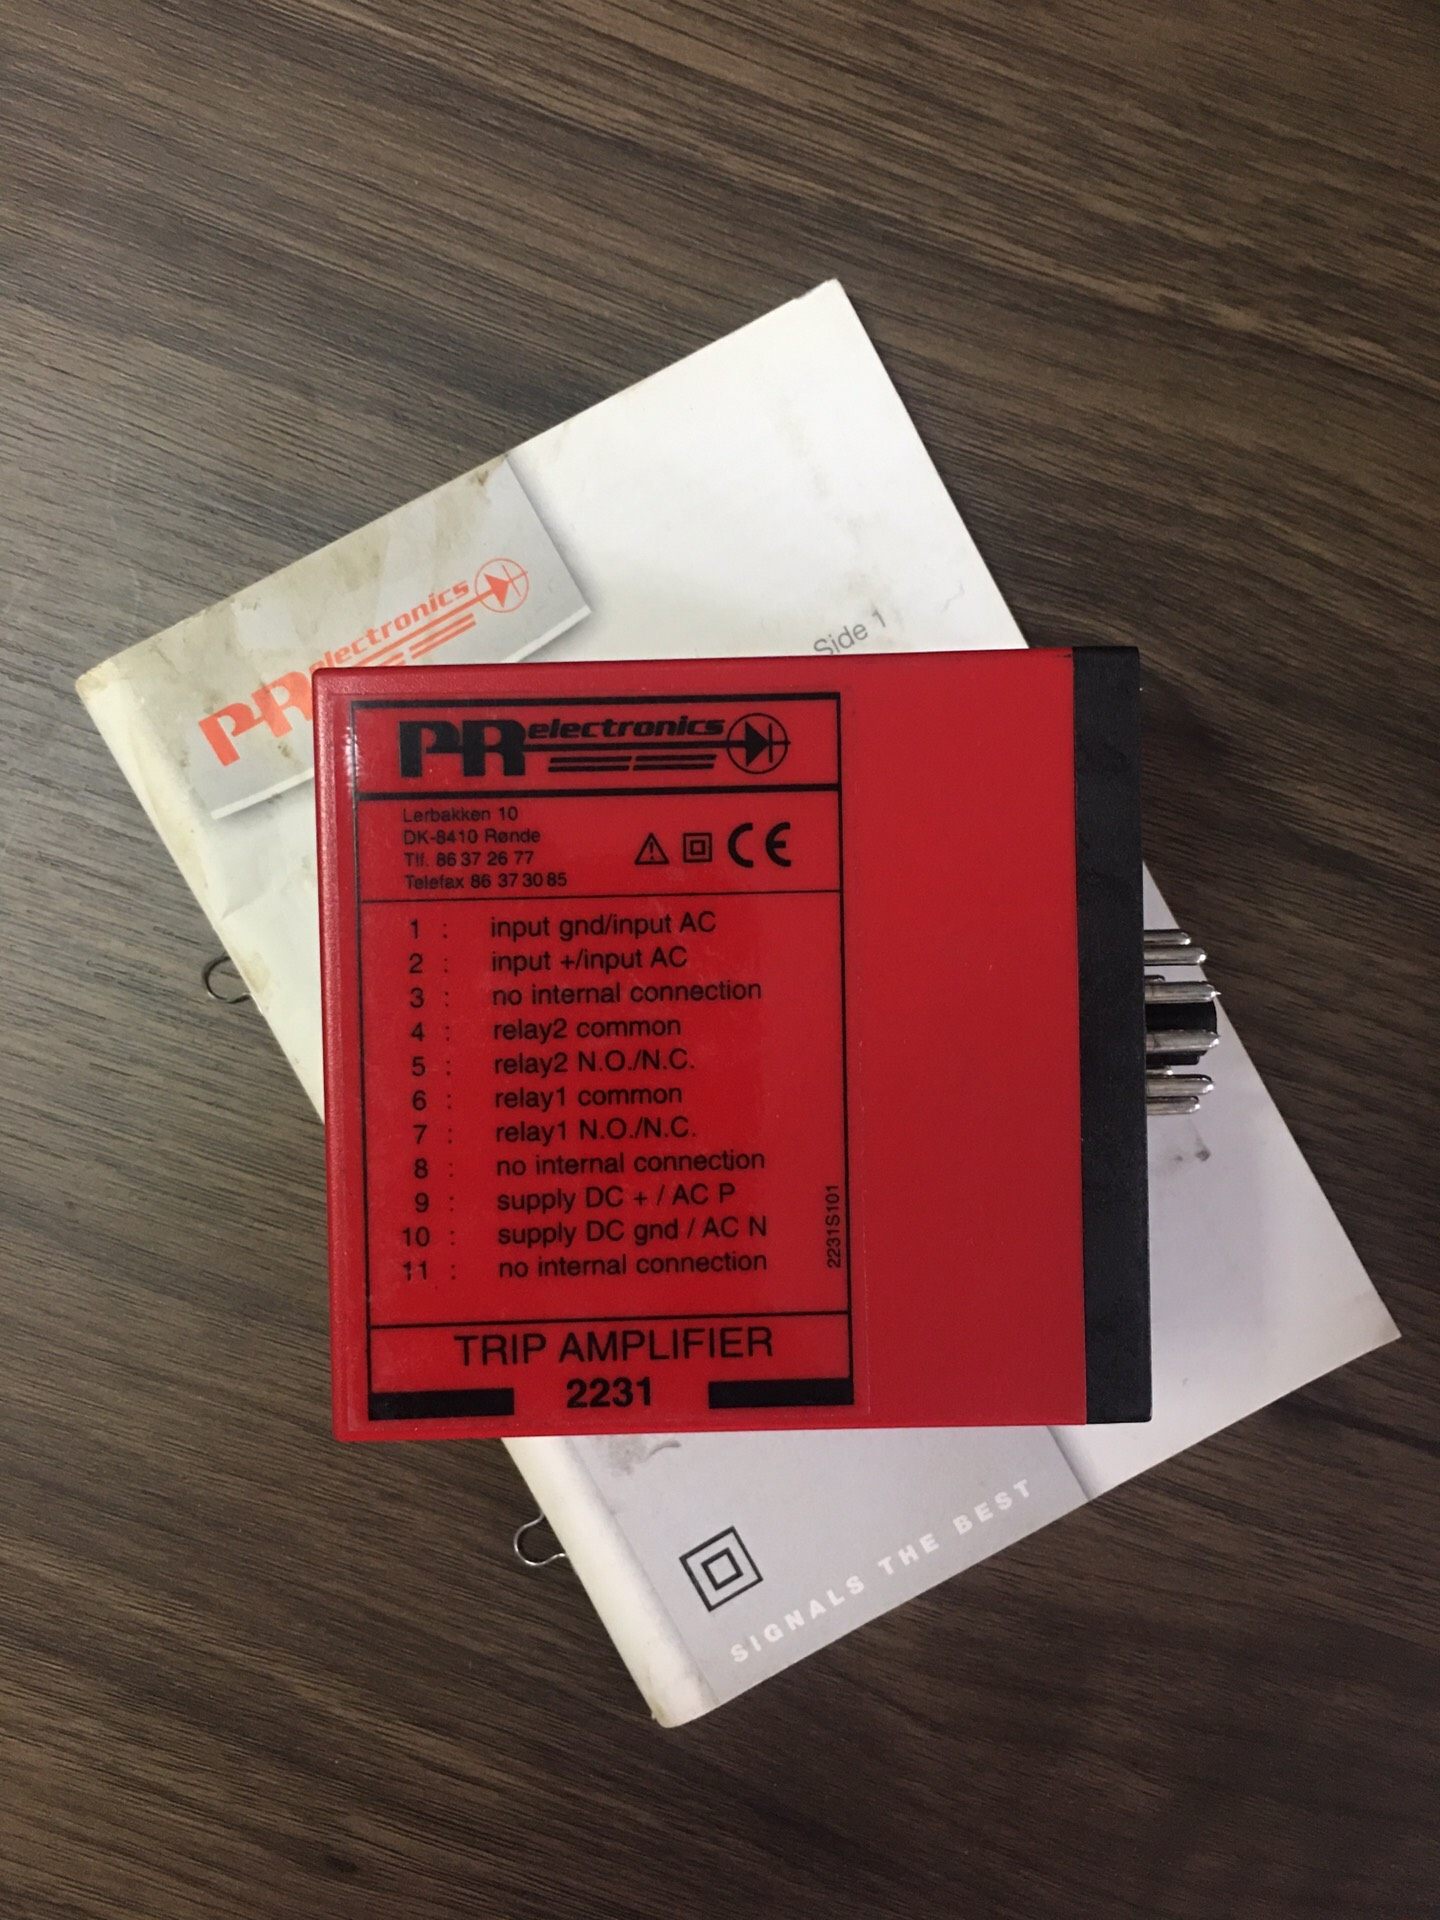 PR electronics
Side 1
PR electronics
Lerbakken 10
DK-8410 Rønde
Tlf. 86 37 26 77
Telefax 86 37 30 85
CE
1 : input gnd/input AC
2 : input +/input AC
3 : no internal connection
4 : relay2 common
5 : relay2 N.O./N.C.
6 : relay1 common
7 : relay1 N.O./N.C.
8 : no internal connection
9 : supply DC + / AC P
10 : supply DC gnd / AC N
11 : no internal connection
2231S101
TRIP AMPLIFIER
2231
SIGNALS THE BEST